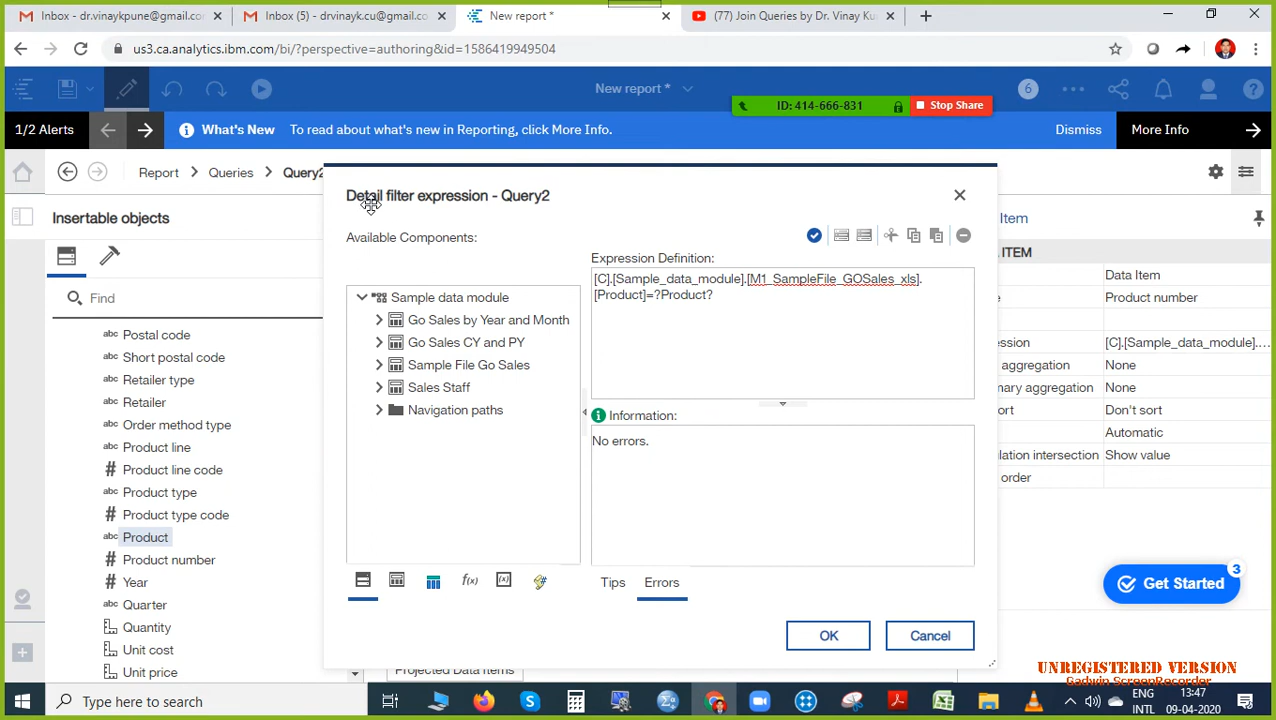 Inbox - dr.vinaykpune@gmail.com
Inbox (5) - drvinayk.cu@gmail.com
New report *
(77) Join Queries by Dr. Vinay Ku
us3.ca.analytics.ibm.com/bi/?perspective=authoring&id=1586419949504
New report *
6
ID: 414-666-831
Stop Share
1/2 Alerts
What's New To read about what's new in Reporting, click More Info.
Dismiss
More Info
Report > Queries > Query2
Insertable objects
Find
Postal code
Short postal code
Retailer type
Retailer
Order method type
Product line
Product line code
Product type
Product type code
Product
Product number
Year
Quarter
Quantity
Unit cost
Unit price
Detail filter expression - Query2
Available Components:
Sample data module
Go Sales by Year and Month
Go Sales CY and PY
Sample File Go Sales
Sales Staff
Navigation paths
Expression Definition:
[C].[Sample_data_module].[M1_SampleFile_GOSales_xls].
[Product]=?Product?
Information:
No errors.
Tips
Errors
OK
Cancel
Projected Data Items
Item
ITEM
Data Item
Product number
ession [C].[Sample_data_module]....
aggregation None
mary aggregation None
ort Don't sort
Automatic
lation intersection Show value
order
Get Started
3
UNREGISTERED VERSION
Gadwin ScreenRecorder
Type here to search
ENG
INTL
13:47
09-04-2020